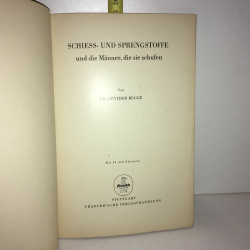 SCHIESS- UND SPRENGSTOFFE
und die Männer, die sie schufen
Von
DR. GÜNTHER BUGGE
STUTTGART
FRANCKH'SCHE VERLAGSHANDLUNG